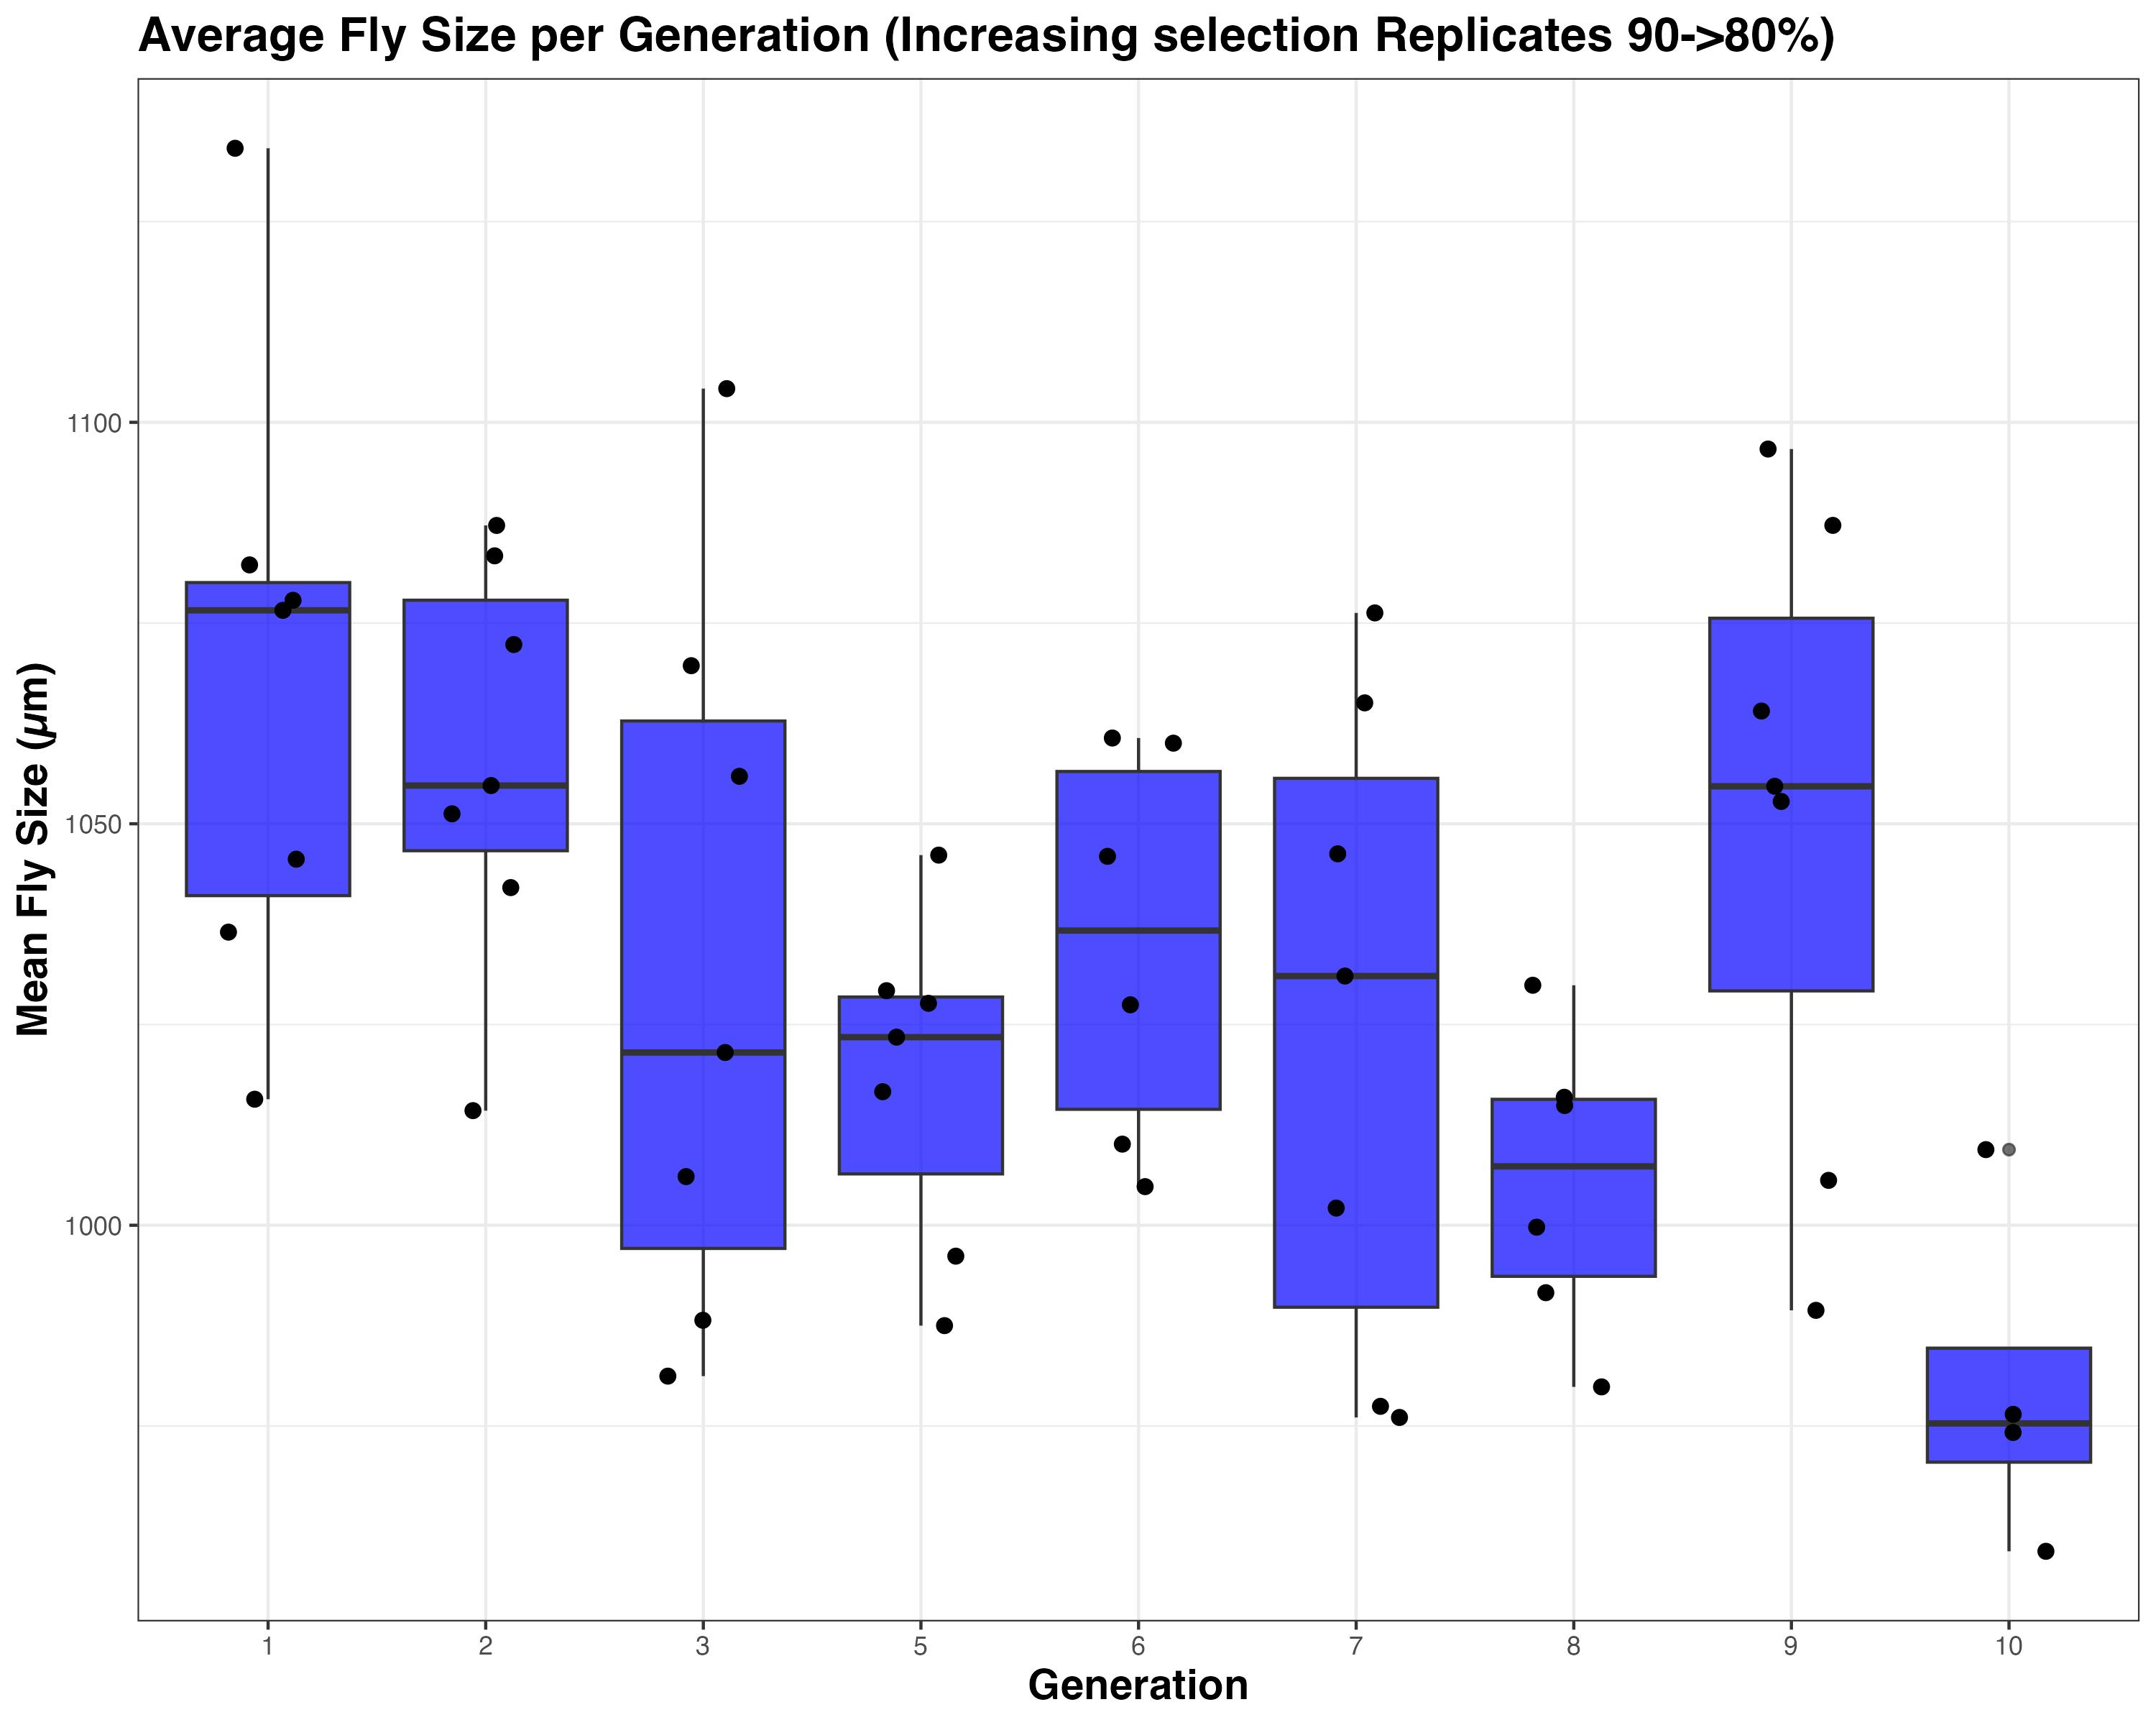 Average Fly Size per Generation (Increasing selection Replicates 90->80%)
Mean Fly Size (µm)
1100
1050
1000
1 2 3 5 6 7 8 9 10
Generation